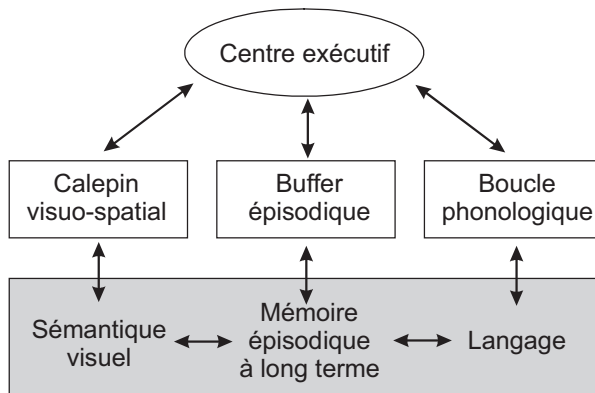 Centre exécutif
Calepin
visuo-spatial
Buffer
épisodique
Boucle
phonologique
Sémantique
visuel
Mémoire
épisodique
à long terme
Langage